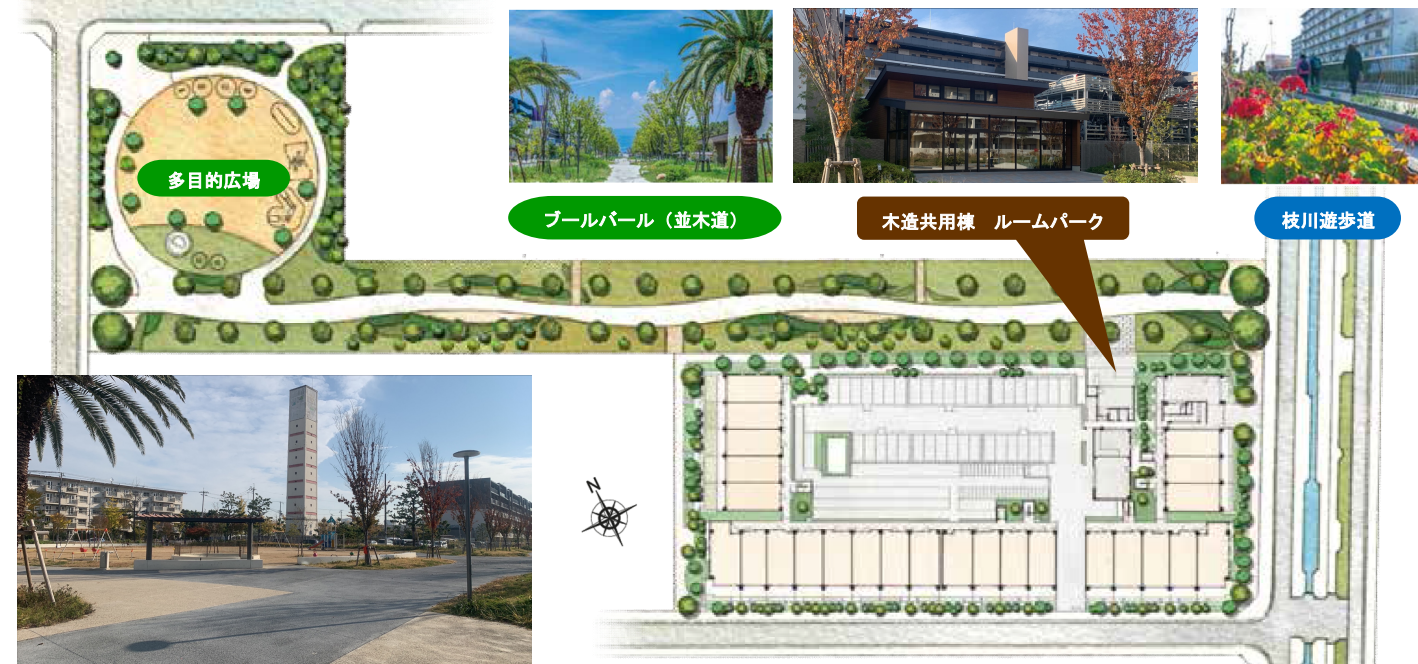 多目的広場
ブールバール（並木道）
木造共用棟　ルームパーク
枝川遊歩道
N